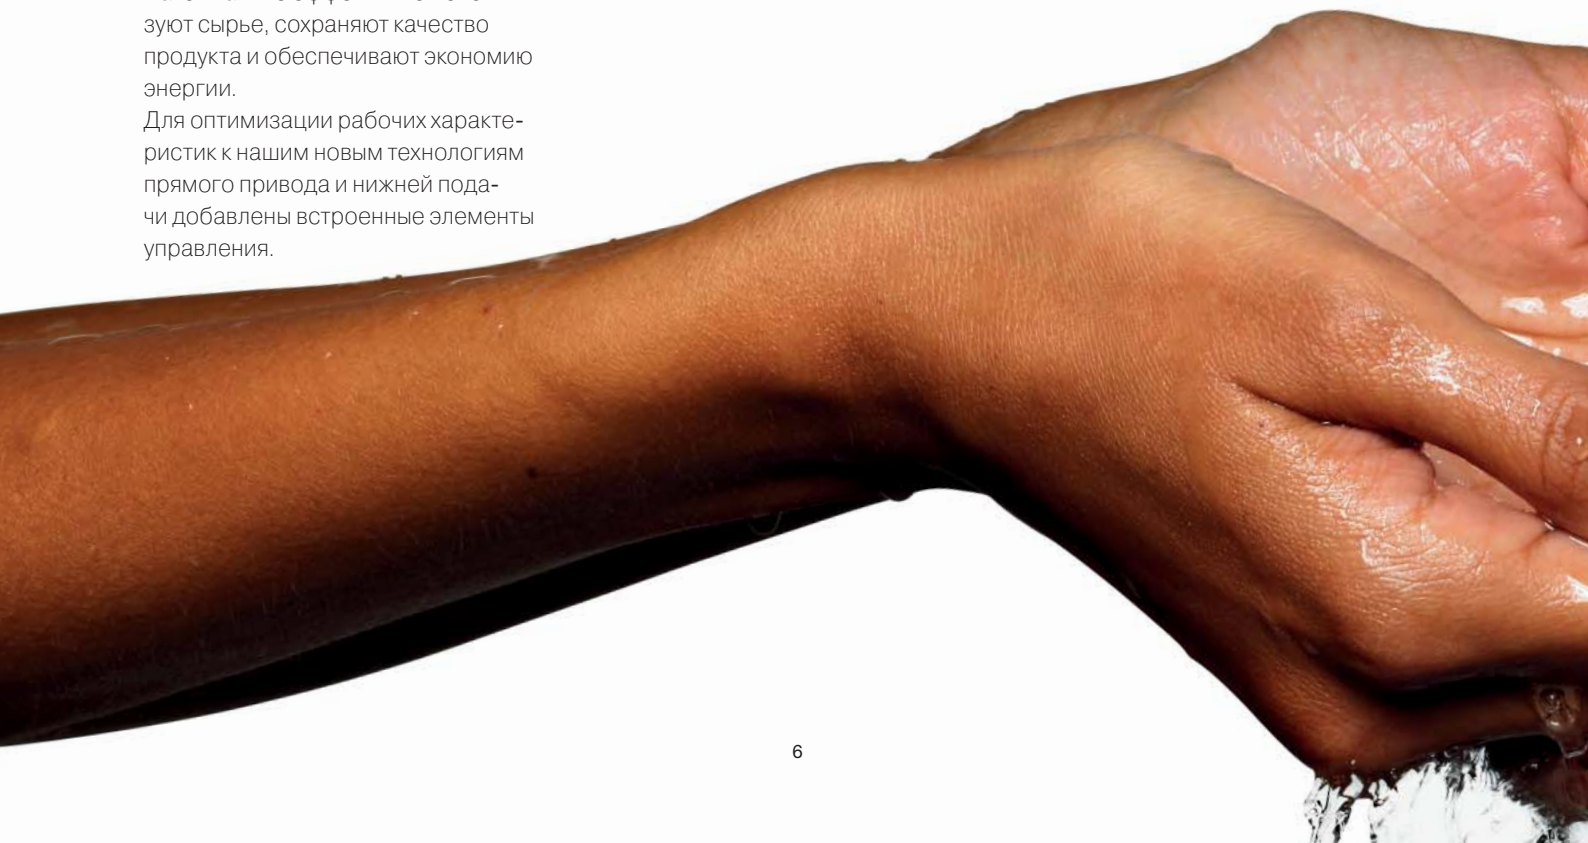 зуют сырье, сохраняют качество
продукта и обеспечивают экономию
энергии.
Для оптимизации рабочих характе-
ристик к нашим новым технологиям
прямого привода и нижней пода-
чи добавлены встроенные элементы
управления.
6